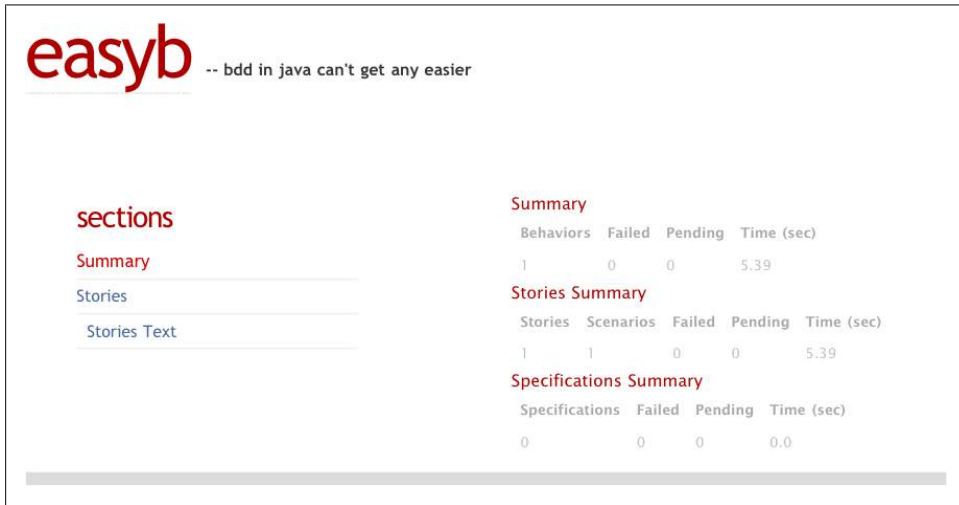 easyb -- bdd in java can't get any easier
sections
Summary
Stories
Stories Text
Summary
Behaviors Failed Pending Time (sec)
1 0 0 5.39
Stories Summary
Stories Scenarios Failed Pending Time (sec)
1 1 0 0 5.39
Specifications Summary
Specifications Failed Pending Time (sec)
0 0 0 0.0